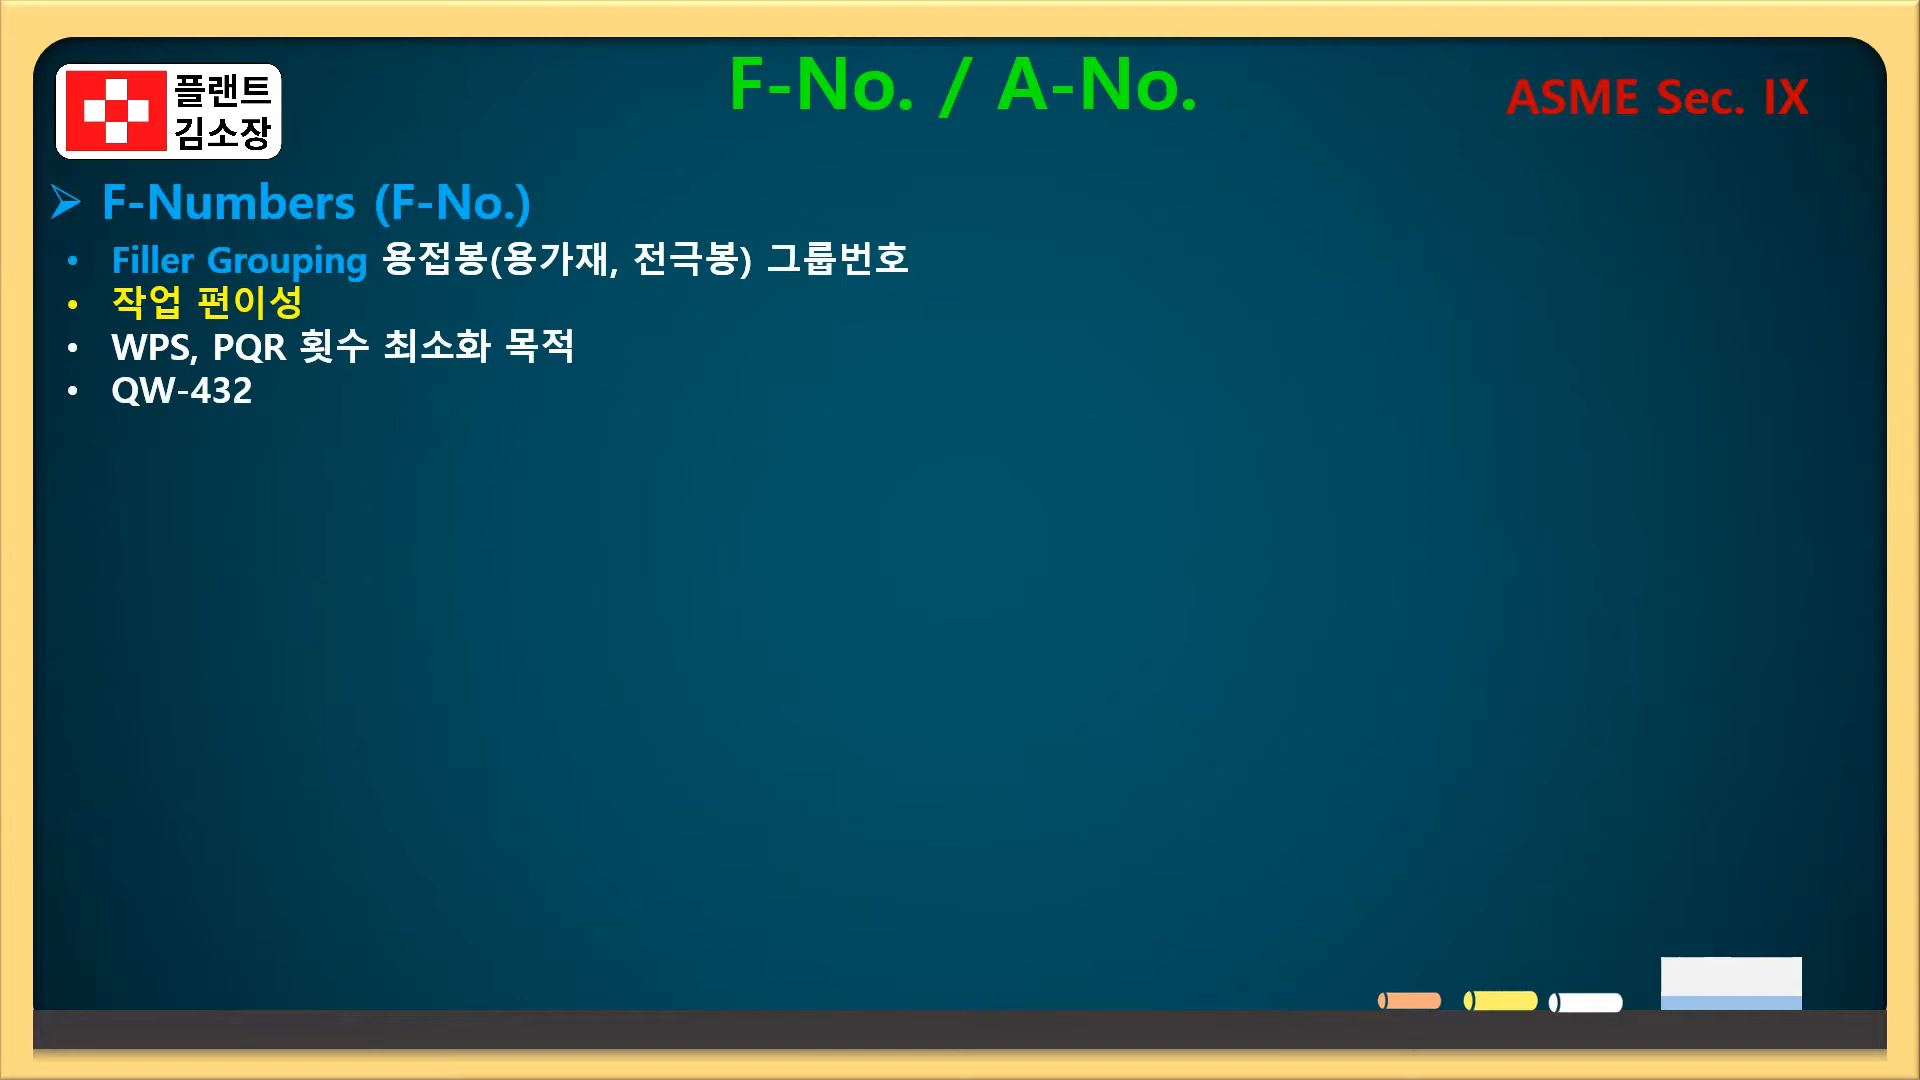 플랜트
김소장
F-No. / A-No.
ASME Sec. IX
➢ F-Numbers (F-No.)
• Filler Grouping 용접봉(용가재, 전극봉) 그룹번호
• 작업 편이성
• WPS, PQR 횟수 최소화 목적
• QW-432